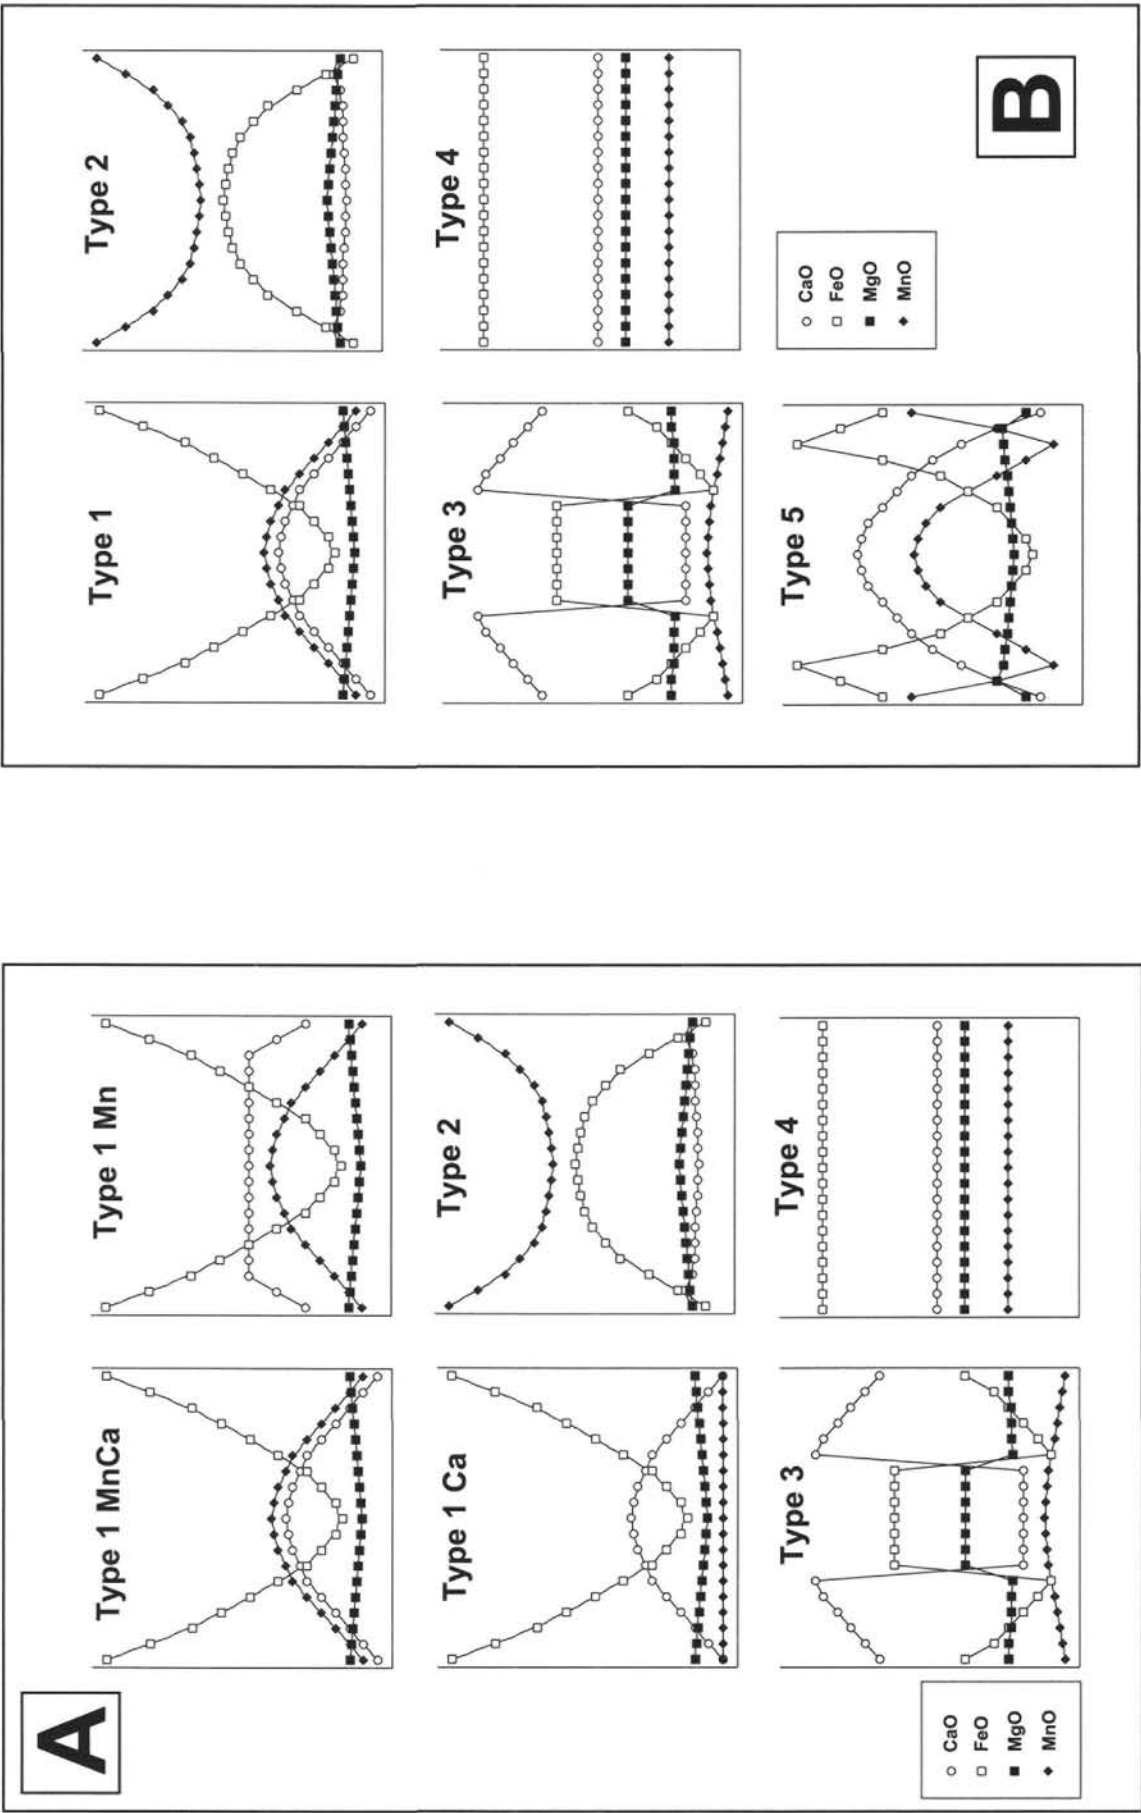 A
Type 1 MnCa
Type 1 Mn
Type 1 Ca
Type 2
Type 3
Type 4
CaO
FeO
MgO
MnO
Type 1
Type 2
Type 3
Type 4
Type 5
CaO
FeO
MgO
MnO
B